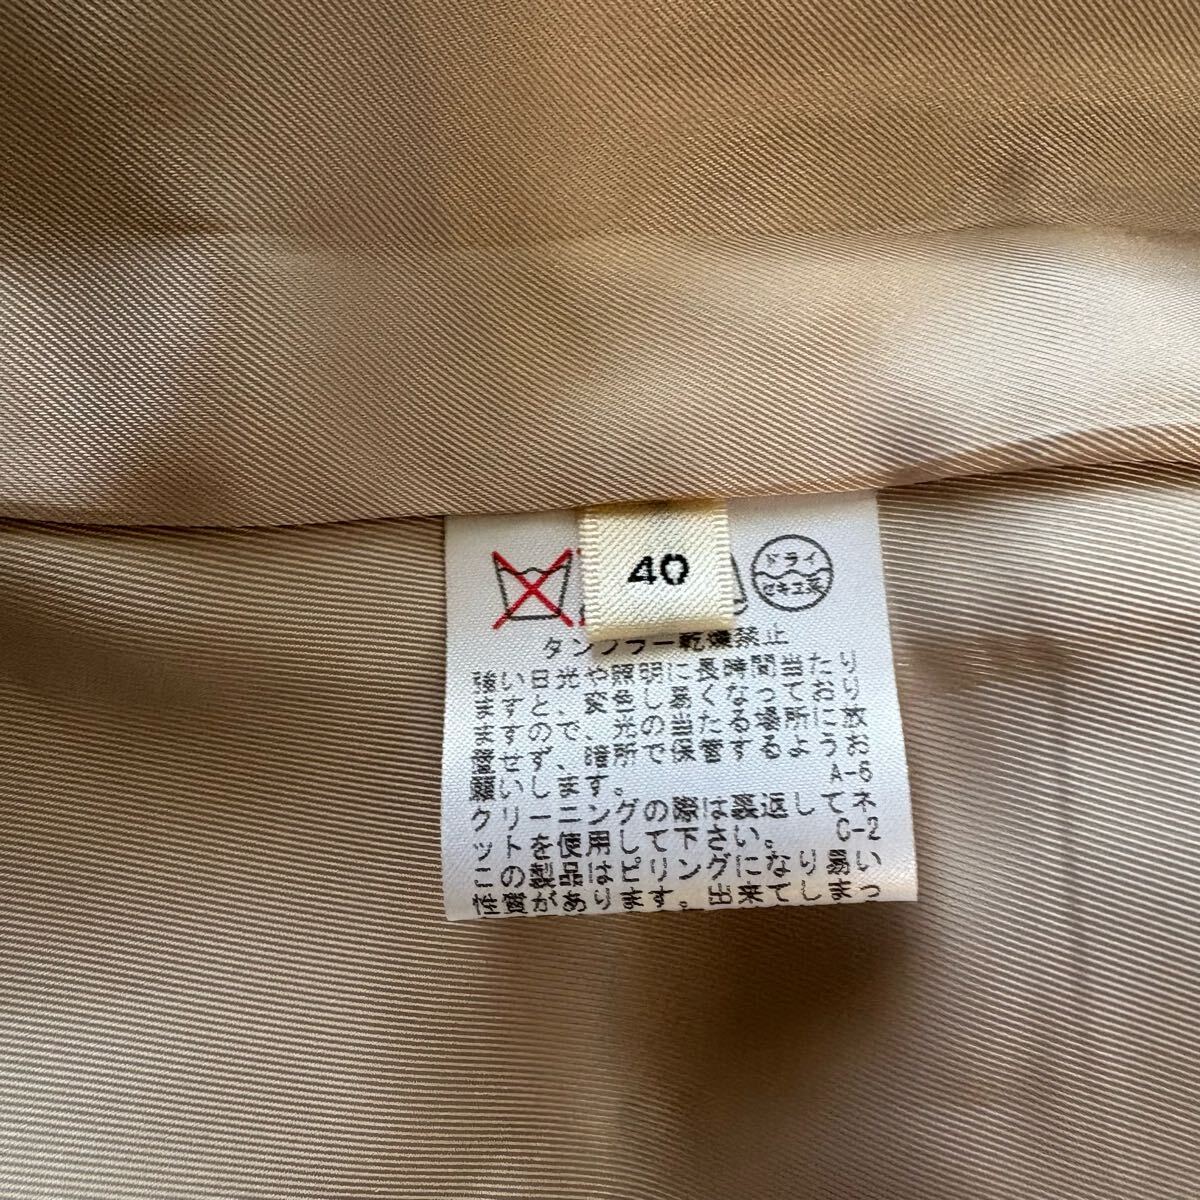 40
ドライ
セキユ系
タンブラー乾燥禁止
強い日光や照明に長時間当たり
ますと、変色し易くなっており
ますので、光の当たる場所に放
置せず、暗所で保管するようお
願いします。 A-6
クリーニングの際は裏返してネ
ットを使用して下さい。 C-2
この製品はピリングになり易い
性質があります。出来てしまっ